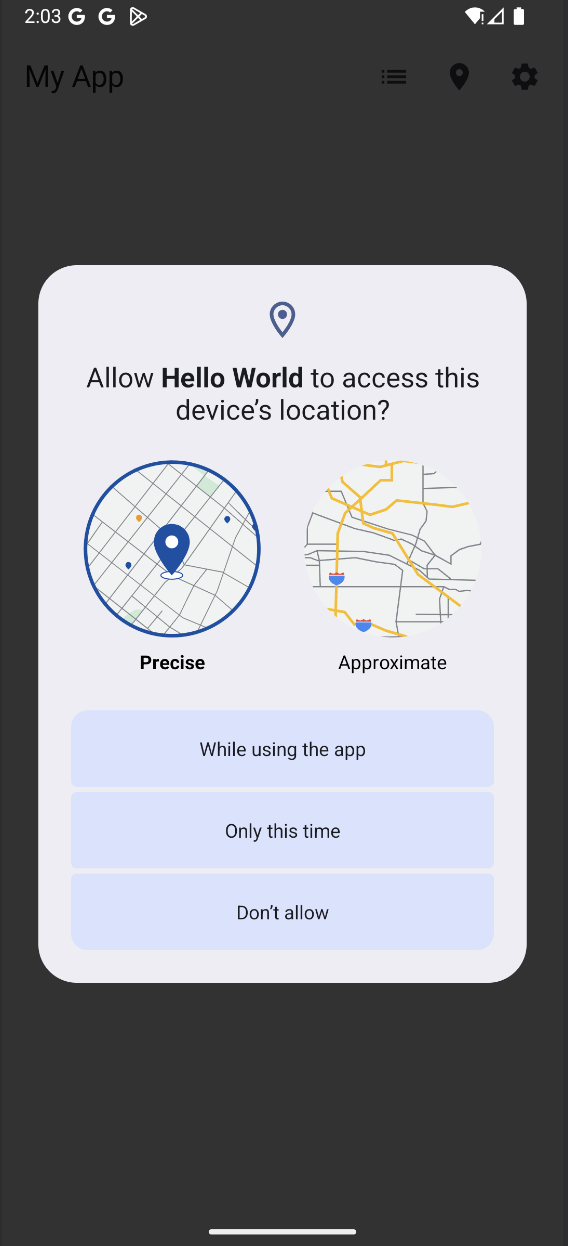 2:03
My App
Allow Hello World to access this
device’s location?
Precise
Approximate
While using the app
Only this time
Don’t allow